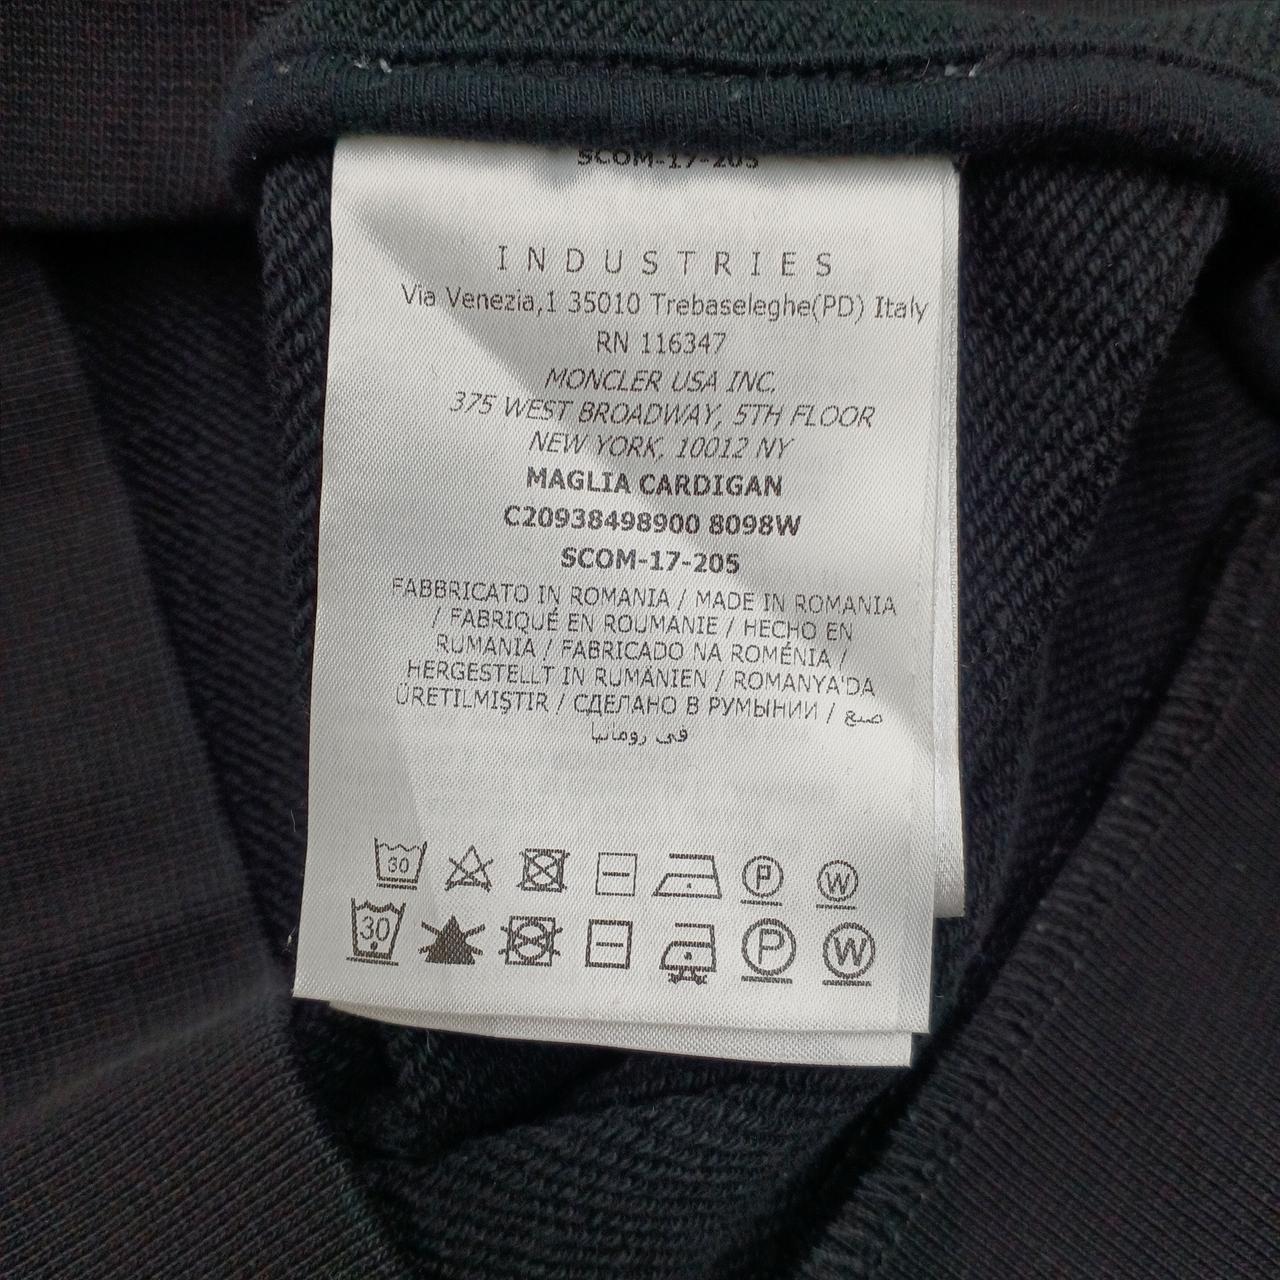 SCOM-17-205
INDUSTRIES
Via Venezia,1 35010 Trebaseleghe(PD) Italy
RN 116347
MONCLER USA INC.
375 WEST BROADWAY, 5TH FLOOR
NEW YORK, 10012 NY
MAGLIA CARDIGAN
C20938498900 8098W
SCOM-17-205
FABBRICATO IN ROMANIA / MADE IN ROMANIA
/ FABRIQUÉ EN ROUMANIE / HECHO EN
RUMANIA / FABRICADO NA ROMÉNIA /
HERGESTELLT IN RUMÄNIEN / ROMANYA'DA
ÜRETILMIŞTIR / СДЕЛАНО В РУМЫНИИ / صنع
في رومانيا
30 P W
30 P W